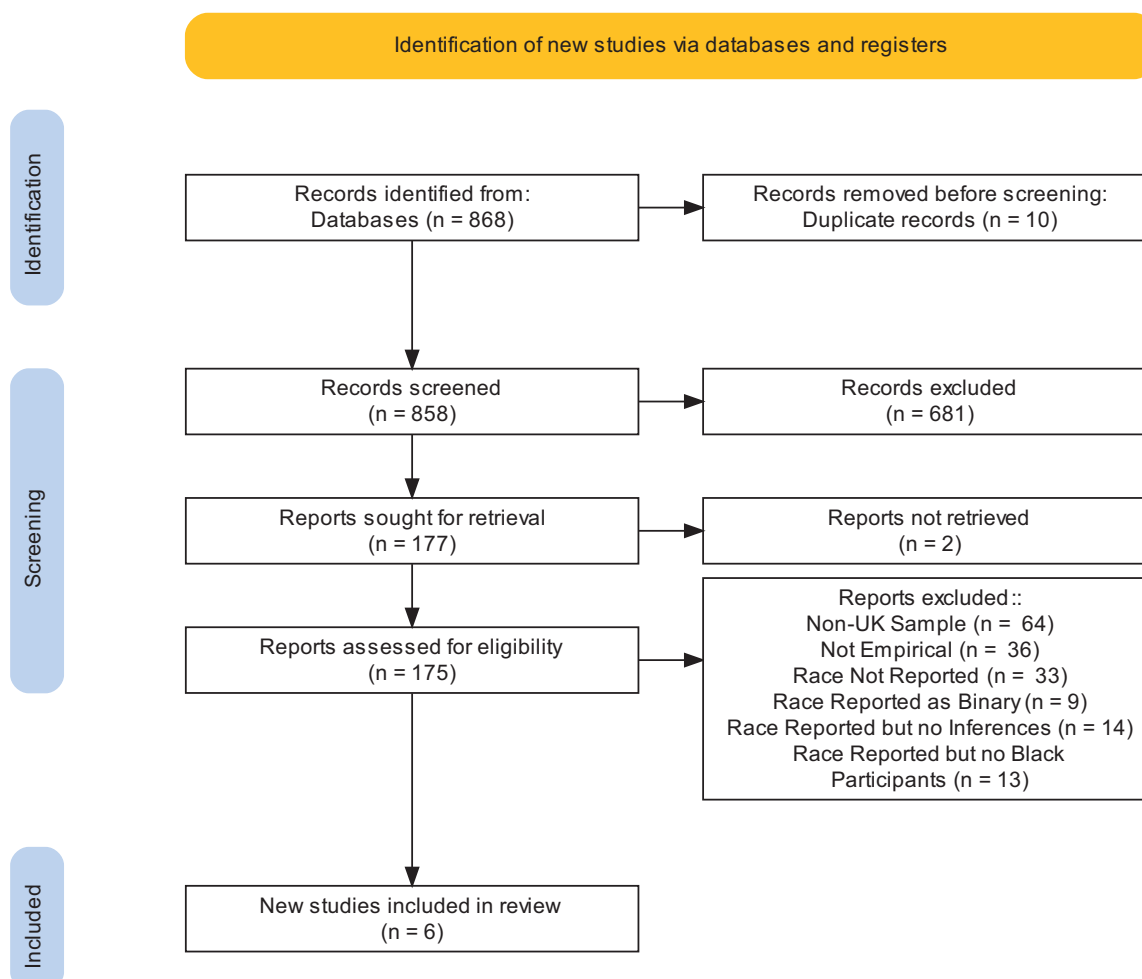 Identification of new studies via databases and registers
Identification
Records identified from:
Databases (n = 868)
Records removed before screening:
Duplicate records (n = 10)
Screening
Records screened
(n = 858)
Records excluded
(n = 681)
Reports sought for retrieval
(n = 177)
Reports not retrieved
(n = 2)
Reports assessed for eligibility
(n = 175)
Reports excluded::
Non-UK Sample (n = 64)
Not Empirical (n = 36)
Race Not Reported (n = 33)
Race Reported as Binary (n = 9)
Race Reported but no Inferences (n = 14)
Race Reported but no Black
Participants (n = 13)
Included
New studies included in review
(n = 6)